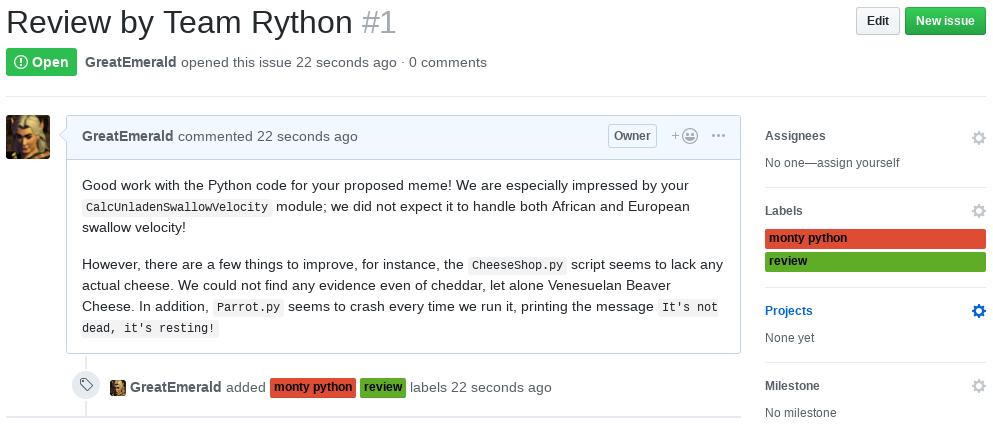 Review by Team Rython #1
Edit
New issue
Open
GreatEmerald opened this issue 22 seconds ago · 0 comments
GreatEmerald commented 22 seconds ago
Owner
Good work with the Python code for your proposed meme! We are especially impressed by your
CalcUnladenSwallowVelocity module; we did not expect it to handle both African and European
swallow velocity!
However, there are a few things to improve, for instance, the CheeseShop.py script seems to lack any
actual cheese. We could not find any evidence even of cheddar, let alone Venesuelan Beaver
Cheese. In addition, Parrot.py seems to crash every time we run it, printing the message It's not
dead, it's resting!
GreatEmerald added monty python review labels 22 seconds ago
Assignees
No one—assign yourself
Labels
monty python
review
Projects
None yet
Milestone
No milestone